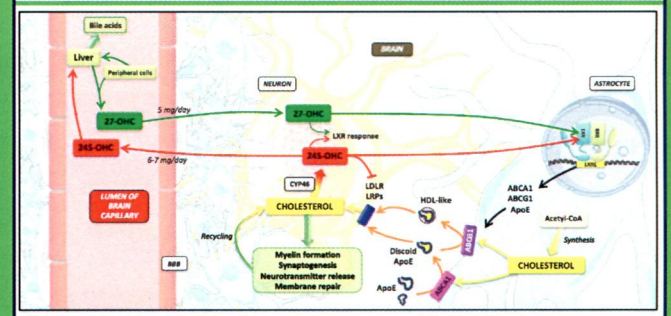 Bile acids
Liver
Peripheral cells
27-OHC
5 mg/day
24S-OHC
6-7 mg/day
LUMEN OF
BRAIN
CAPILLARY
BBB
BRAIN
NEURON
27-OHC
LXR response
24S-OHC
CYP46
CHOLESTEROL
Recycling
Myelin formation
Synaptogenesis
Neurotransmitter release
Membrane repair
LDLR
LRPs
HDL-like
Discoid
ApoE
ApoE
ABCG1
ABCA1
ASTROCYTE
LXRE
ABCA1
ABCG1
ApoE
Acetyl-CoA
Synthesis
CHOLESTEROL